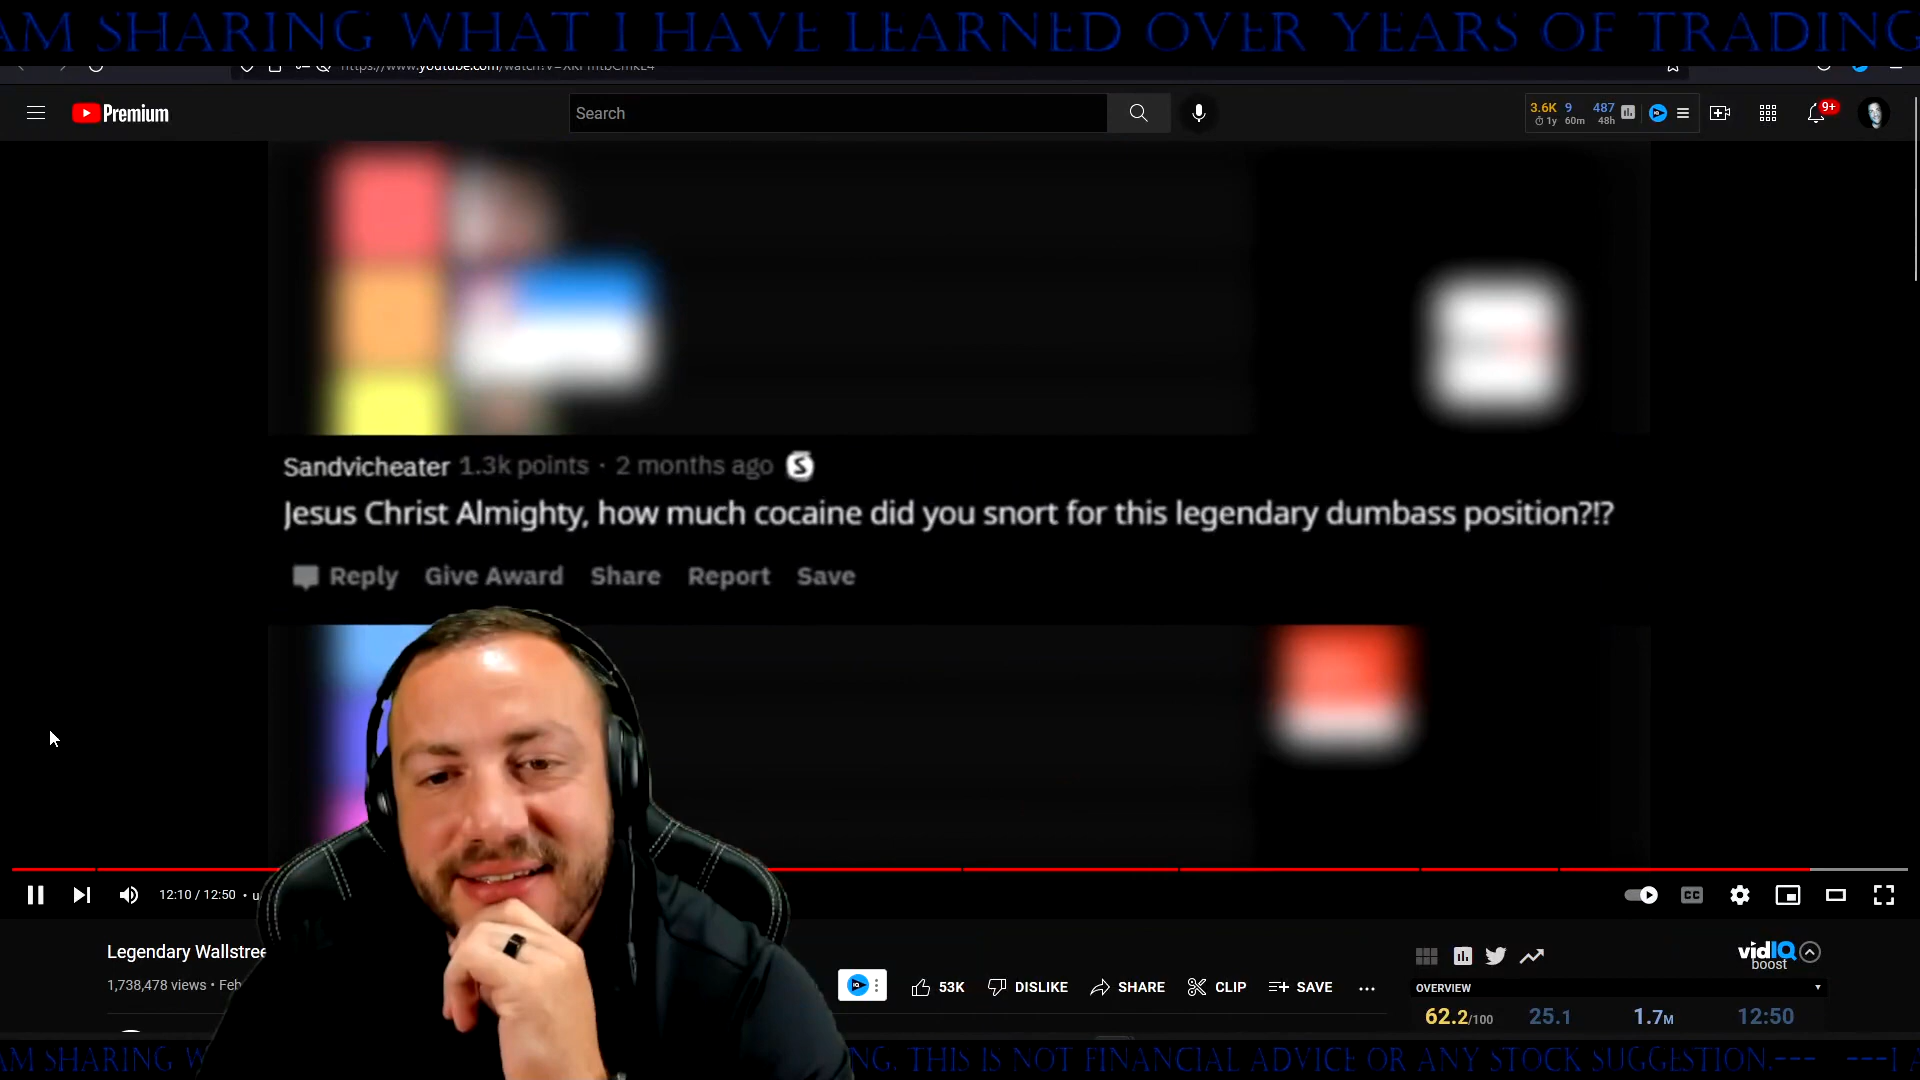 AM SHARING WHAT I HAVE LEARNED OVER YEARS OF TRADING
Premium
Search
3.6K 9 487
1y 60m 48h
9+
Sandvicheater 1.3k points · 2 months ago
Jesus Christ Almighty, how much cocaine did you snort for this legendary dumbass position?!?
Reply Give Award Share Report Save
12:10 / 12:50 •
CC
Legendary Wallstree
vidIQ
boost
1,738,478 views • Feb
53K DISLIKE SHARE CLIP SAVE
OVERVIEW
62.2/100 25.1 1.7M 12:50
AM SHARING W
NG. THIS IS NOT FINANCIAL ADVICE OR ANY STOCK SUGGESTION.--- ---I A